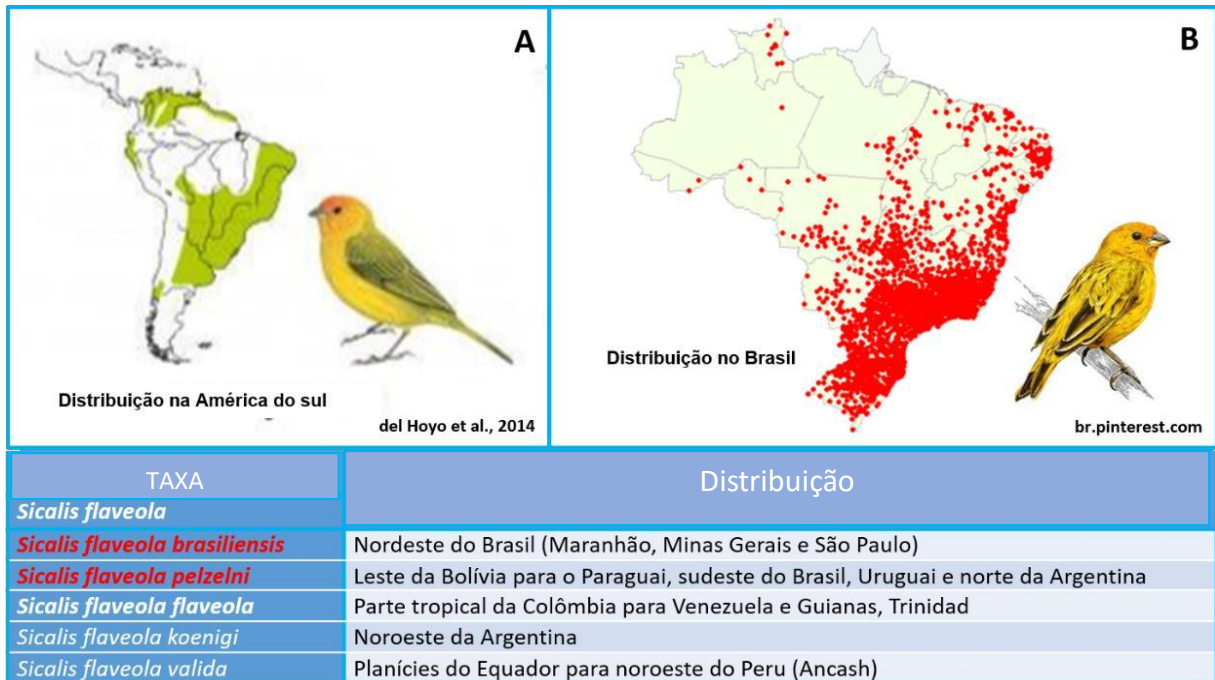 A
Distribuição na América do sul
del Hoyo et al., 2014
B
Distribuição no Brasil
br.pinterest.com
TAXA
Distribuição
Sicalis flaveola
Sicalis flaveola brasiliensis
Nordeste do Brasil (Maranhão, Minas Gerais e São Paulo)
Sicalis flaveola pelzelni
Leste da Bolívia para o Paraguai, sudeste do Brasil, Uruguai e norte da Argentina
Sicalis flaveola flaveola
Parte tropical da Colômbia para Venezuela e Guianas, Trinidad
Sicalis flaveola koenigi
Noroeste da Argentina
Sicalis flaveola valida
Planícies do Equador para noroeste do Peru (Ancash)